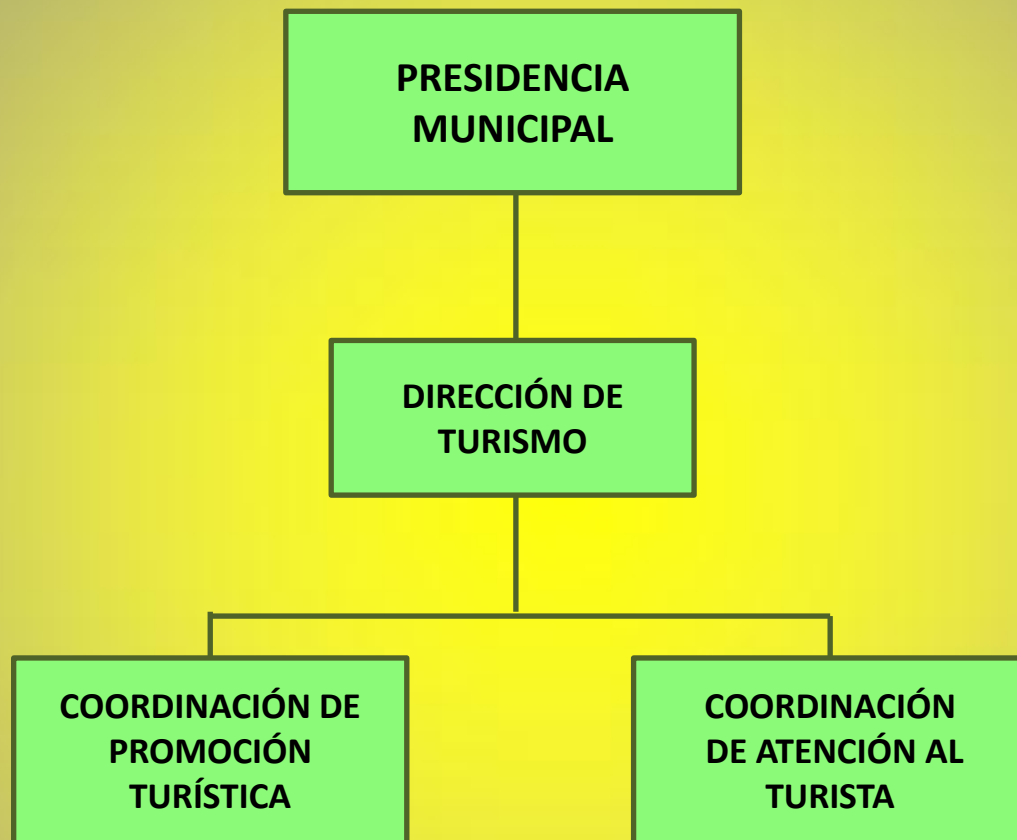 PRESIDENCIA
MUNICIPAL
DIRECCIÓN DE
TURISMO
COORDINACIÓN DE
PROMOCIÓN
TURÍSTICA
COORDINACIÓN
DE ATENCIÓN AL
TURISTA